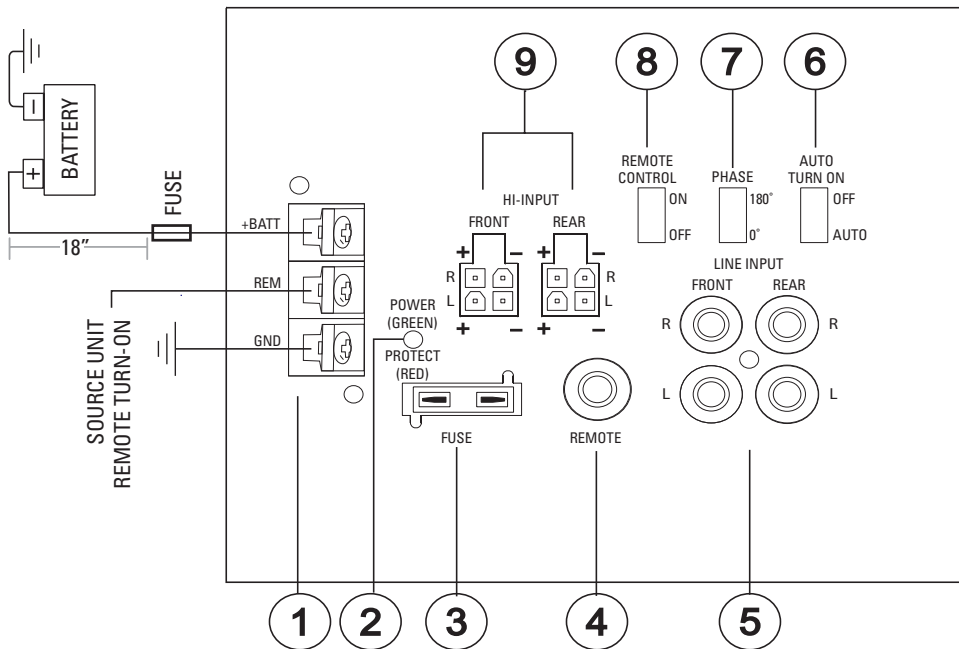 9
8
7
6
REMOTE
CONTROL
ON
OFF
PHASE
180°
0°
AUTO
TURN ON
OFF
AUTO
BATTERY
−
+
FUSE
18"
+BATT
REM
GND
SOURCE UNIT
REMOTE TURN-ON
HI-INPUT
FRONT
REAR
+ − + −
R R
L L
+ − + −
POWER
(GREEN)
PROTECT
(RED)
FUSE
REMOTE
LINE INPUT
FRONT REAR
R R
L L
1
2
3
4
5